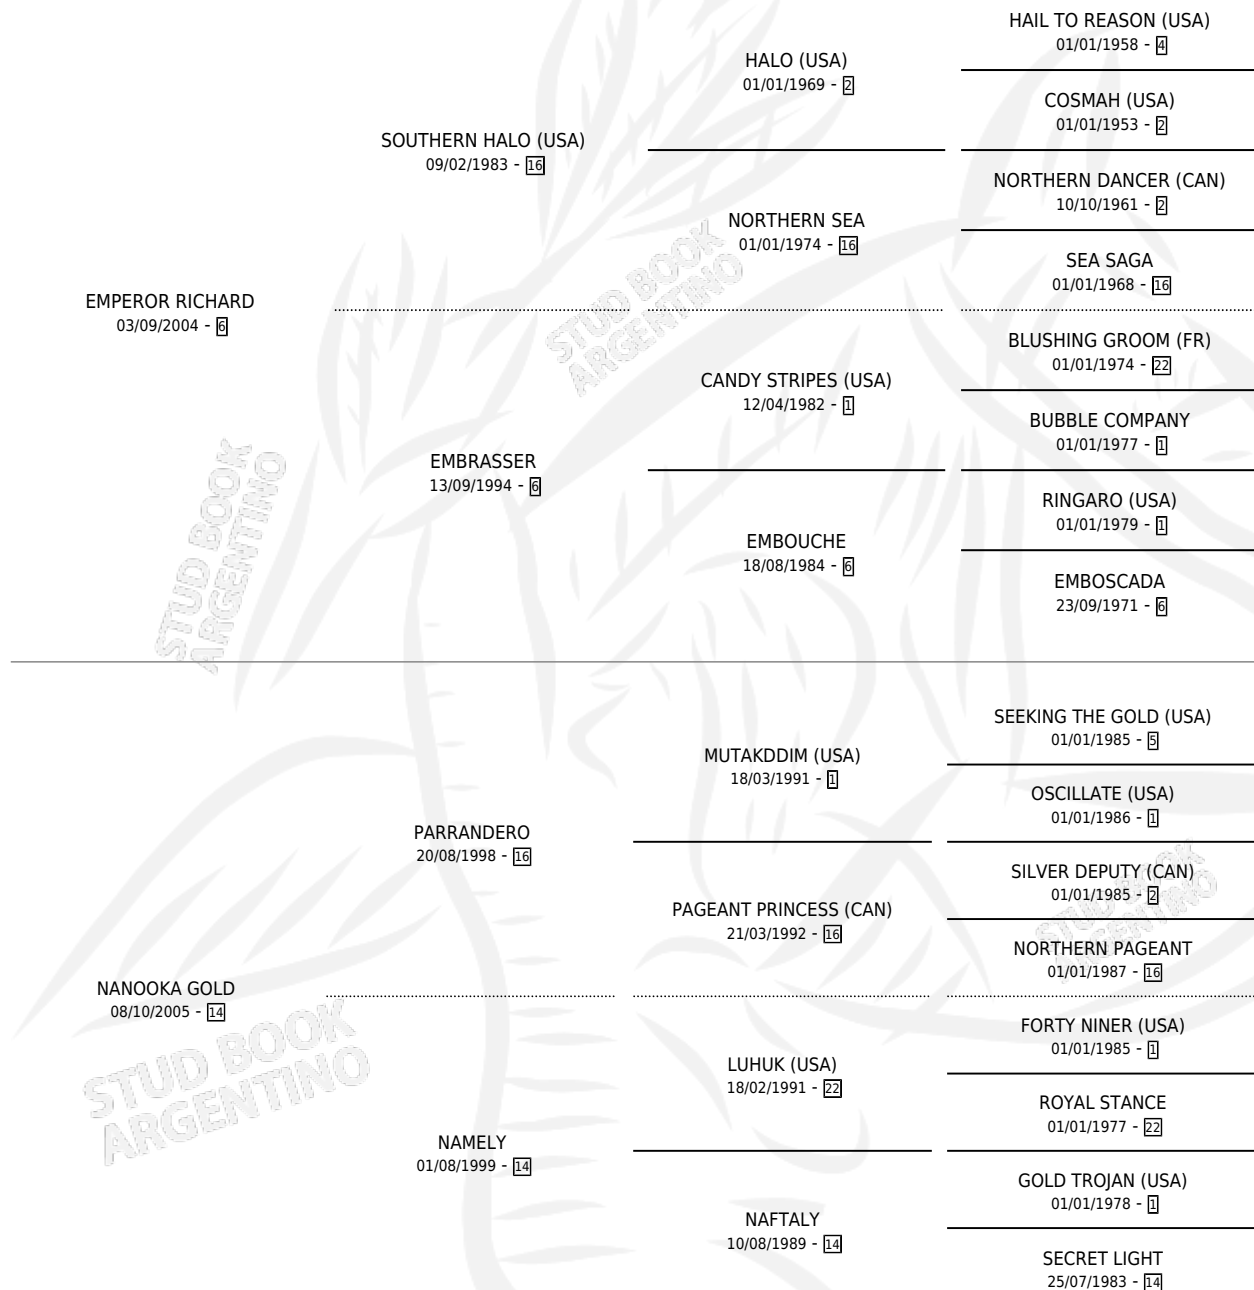 HAIL TO REASON (USA)
01/01/1958 - 4
HALO (USA)
01/01/1969 - 2
COSMAH (USA)
01/01/1953 - 2
SOUTHERN HALO (USA)
09/02/1983 - 16
NORTHERN DANCER (CAN)
10/10/1961 - 2
NORTHERN SEA
01/01/1974 - 16
SEA SAGA
01/01/1968 - 16
EMPEROR RICHARD
03/09/2004 - 6
BLUSHING GROOM (FR)
01/01/1974 - 22
CANDY STRIPES (USA)
12/04/1982 - 1
BUBBLE COMPANY
01/01/1977 - 1
EMBRASSER
13/09/1994 - 6
RINGARO (USA)
01/01/1979 - 1
EMBOUCHE
18/08/1984 - 6
EMBOSCADA
23/09/1971 - 6
STUD BOOK
ARGENTINO
STUD BOOK
ARGENTINO
SEEKING THE GOLD (USA)
01/01/1985 - 5
MUTAKDDIM (USA)
18/03/1991 - 1
OSCILLATE (USA)
01/01/1986 - 1
PARRANDERO
20/08/1998 - 16
SILVER DEPUTY (CAN)
01/01/1985 - 2
PAGEANT PRINCESS (CAN)
21/03/1992 - 16
NORTHERN PAGEANT
01/01/1987 - 16
NANOOKA GOLD
08/10/2005 - 14
FORTY NINER (USA)
01/01/1985 - 1
LUHUK (USA)
18/02/1991 - 22
ROYAL STANCE
01/01/1977 - 22
NAMELY
01/08/1999 - 14
GOLD TROJAN (USA)
01/01/1978 - 1
NAFTALY
10/08/1989 - 14
SECRET LIGHT
25/07/1983 - 14
STUD BOOK
ARGENTINO
STUD BOOK
ARGENTINO